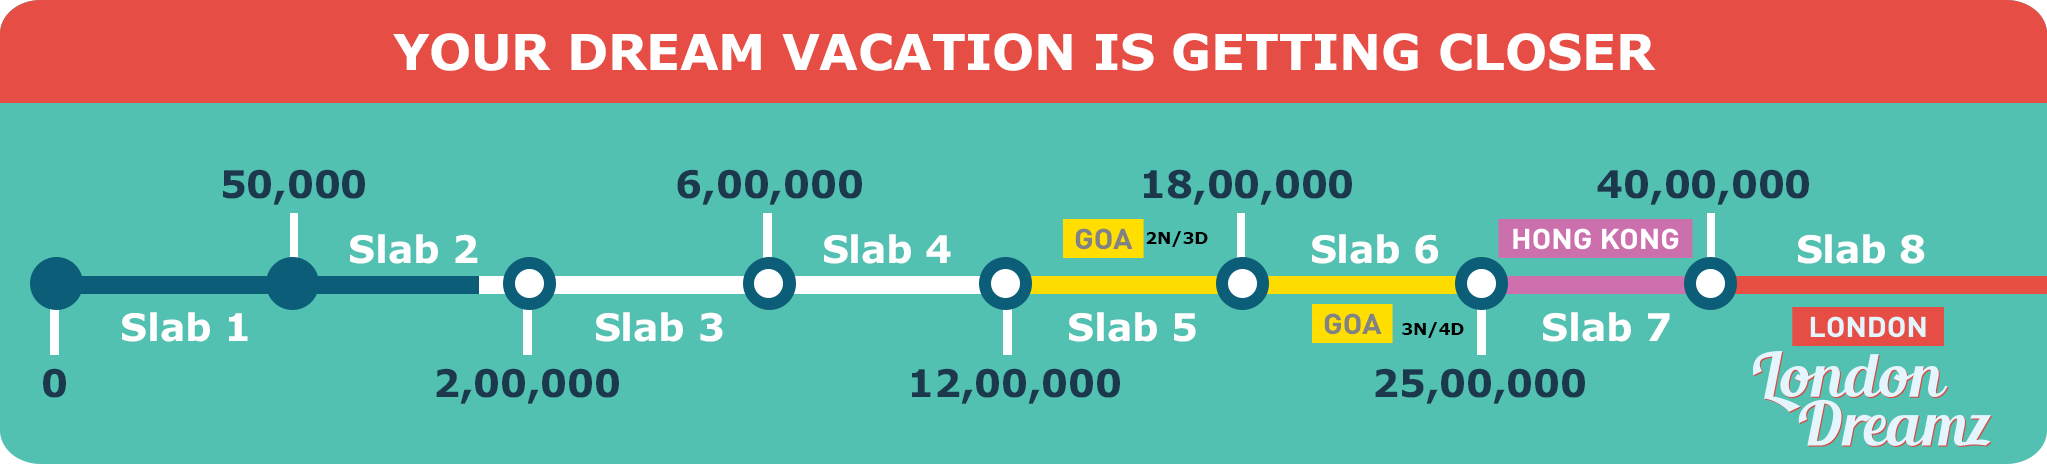 YOUR DREAM VACATION IS GETTING CLOSER
50,000
6,00,000
18,00,000
40,00,000
Slab 2
Slab 4
GOA 2N/3D
Slab 6
HONG KONG
Slab 8
Slab 1
Slab 3
Slab 5
GOA 3N/4D
Slab 7
LONDON
0
2,00,000
12,00,000
25,00,000
London
Dreamz